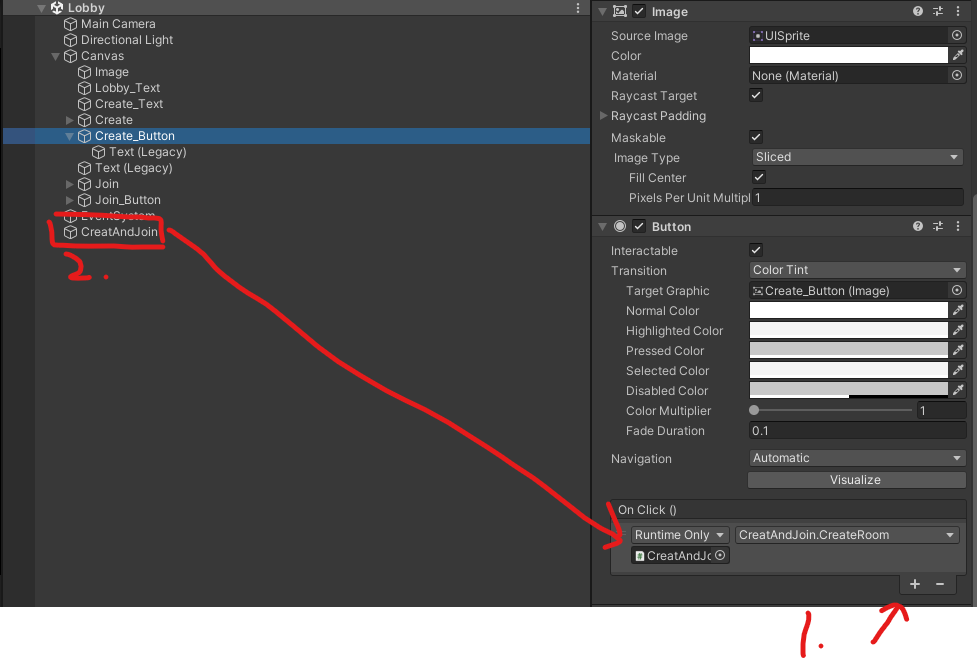 Lobby
Main Camera
Directional Light
Canvas
Image
Lobby_Text
Create_Text
Create
Create_Button
Text (Legacy)
Text (Legacy)
Join
Join_Button
EventSystem
CreatAndJoin
2.
Image
Source Image UISprite
Color
Material None (Material)
Raycast Target
Raycast Padding
Maskable
Image Type Sliced
Fill Center
Pixels Per Unit Multipl 1
Button
Interactable
Transition Color Tint
Target Graphic Create_Button (Image)
Normal Color
Highlighted Color
Pressed Color
Selected Color
Disabled Color
Color Multiplier 1
Fade Duration 0.1
Navigation Automatic
Visualize
On Click ()
Runtime Only CreatAndJoin.CreateRoom
CreatAndJo
+ −
1.